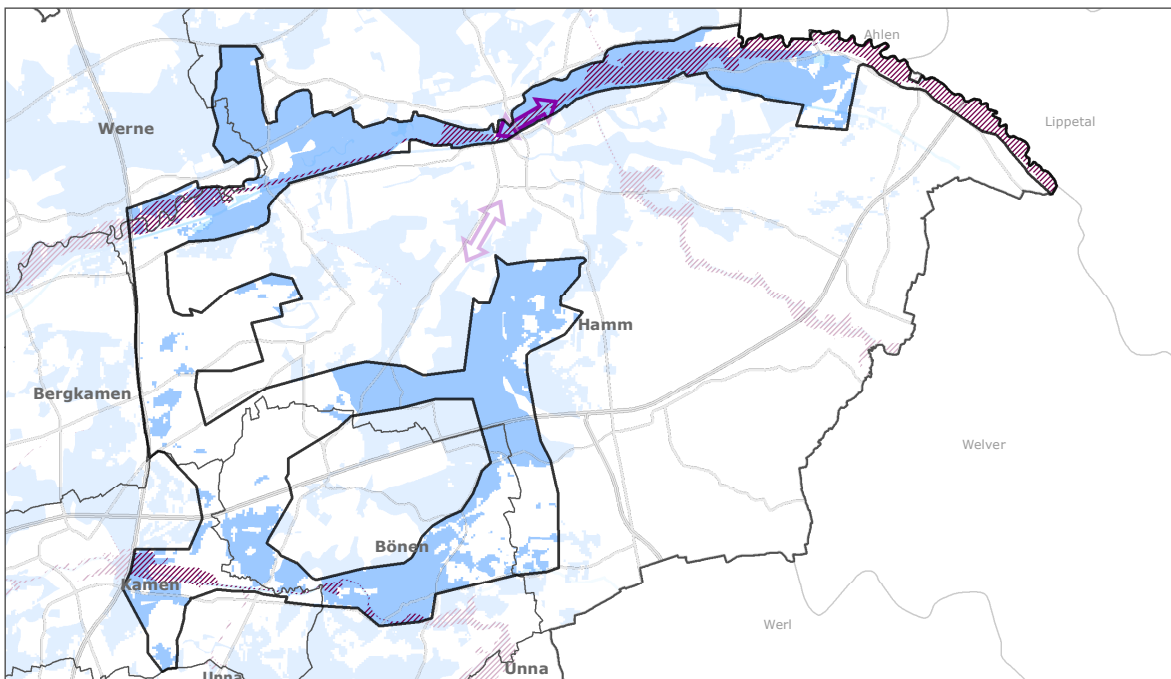 Ahlen
Lippetal
Werne
Hamm
Bergkamen
Welver
Bönen
Kamen
Werl
Unna
Unna